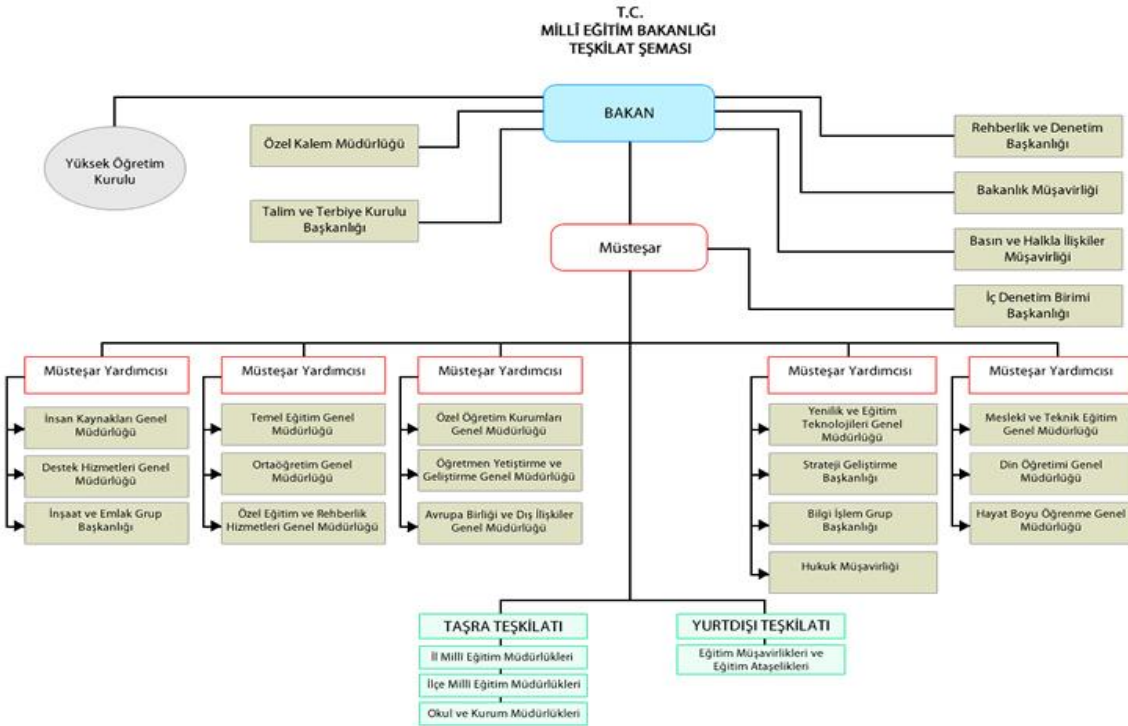 T.C.
MİLLÎ EĞİTİM BAKANLIĞI
TEŞKİLAT ŞEMASI
BAKAN
Yüksek Öğretim
Kurulu
Özel Kalem Müdürlüğü
Talim ve Terbiye Kurulu
Başkanlığı
Rehberlik ve Denetim
Başkanlığı
Bakanlık Müşavirliği
Basın ve Halkla İlişkiler
Müşavirliği
İç Denetim Birimi
Başkanlığı
Müsteşar
Müsteşar Yardımcısı
İnsan Kaynakları Genel
Müdürlüğü
Destek Hizmetleri Genel
Müdürlüğü
İnşaat ve Emlak Grup
Başkanlığı
Müsteşar Yardımcısı
Temel Eğitim Genel
Müdürlüğü
Ortaöğretim Genel
Müdürlüğü
Özel Eğitim ve Rehberlik
Hizmetleri Genel Müdürlüğü
Müsteşar Yardımcısı
Özel Öğretim Kurumları
Genel Müdürlüğü
Öğretmen Yetiştirme ve
Geliştirme Genel Müdürlüğü
Avrupa Birliği ve Dış İlişkiler
Genel Müdürlüğü
Müsteşar Yardımcısı
Yenilik ve Eğitim
Teknolojileri Genel
Müdürlüğü
Strateji Geliştirme
Başkanlığı
Bilgi İşlem Grup
Başkanlığı
Hukuk Müşavirliği
Müsteşar Yardımcısı
Meslekî ve Teknik Eğitim
Genel Müdürlüğü
Din Öğretimi Genel
Müdürlüğü
Hayat Boyu Öğrenme Genel
Müdürlüğü
TAŞRA TEŞKİLATI
İl Millî Eğitim Müdürlükleri
İlçe Millî Eğitim Müdürlükleri
Okul ve Kurum Müdürlükleri
YURTDIŞI TEŞKİLATI
Eğitim Müşavirlikleri ve
Eğitim Ataşelikleri